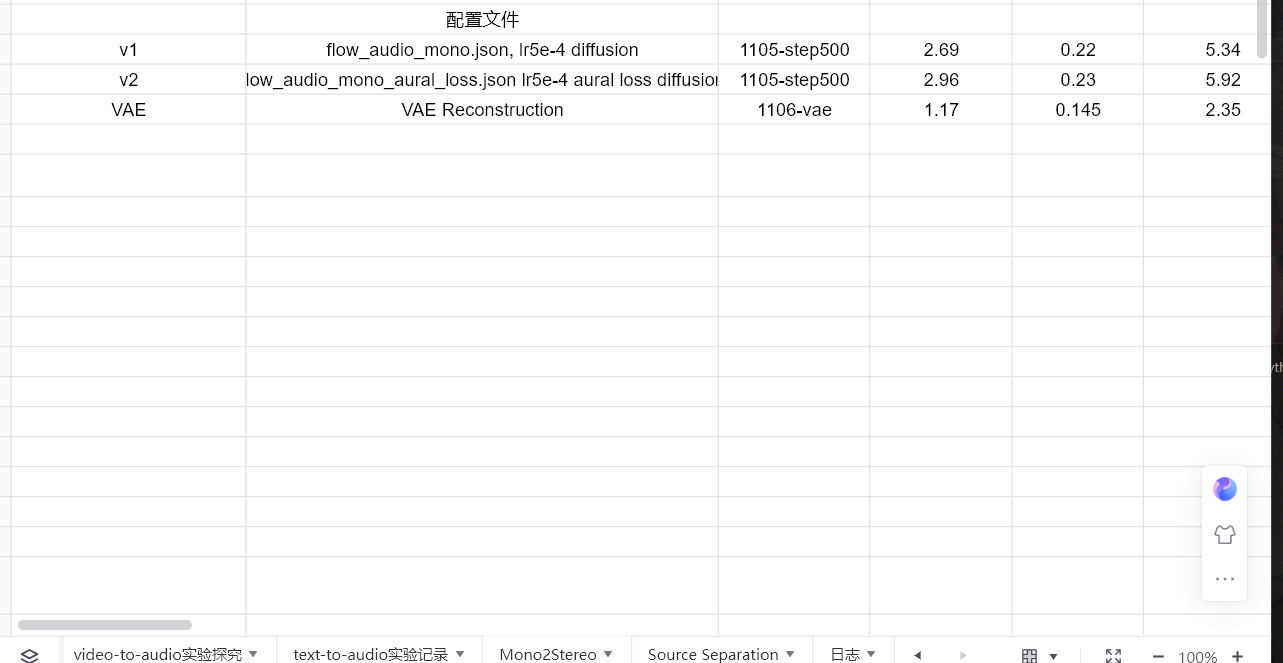 配置文件
v1 flow_audio_mono.json, lr5e-4 diffusion 1105-step500 2.69 0.22 5.34
v2 low_audio_mono_aural_loss.json lr5e-4 aural loss diffusion 1105-step500 2.96 0.23 5.92
VAE VAE Reconstruction 1106-vae 1.17 0.145 2.35
video-to-audio实验探究 text-to-audio实验记录 Mono2Stereo Source Separation 日志 100%